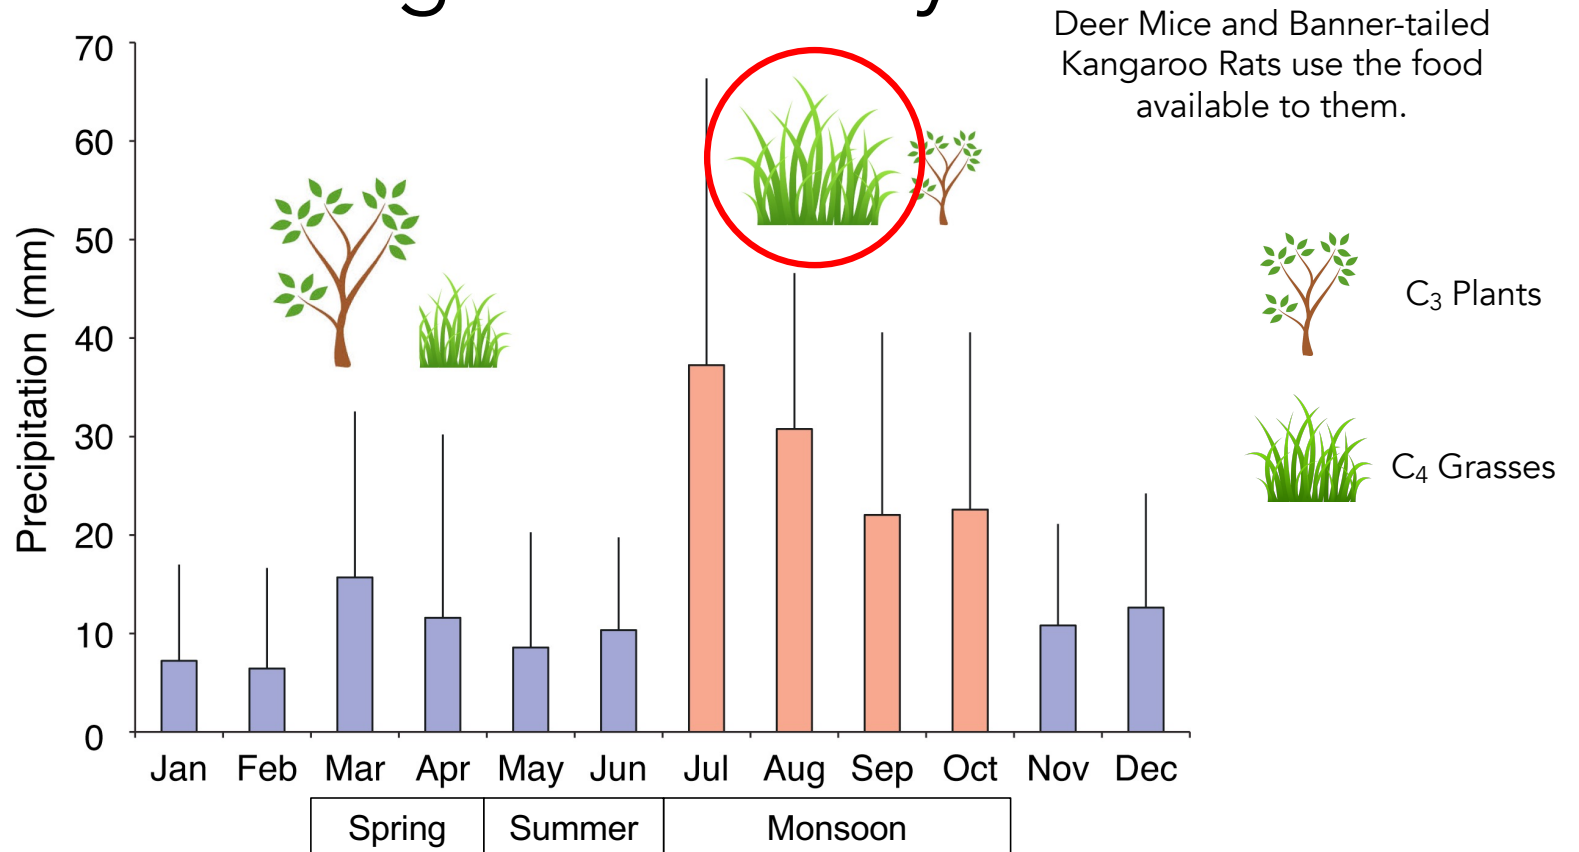 Deer Mice and Banner-tailed
Kangaroo Rats use the food
available to them.
70
60
50
40
30
20
10
0
Precipitation (mm)
Jan Feb Mar Apr May Jun Jul Aug Sep Oct Nov Dec
Spring Summer Monsoon
C₃ Plants
C₄ Grasses